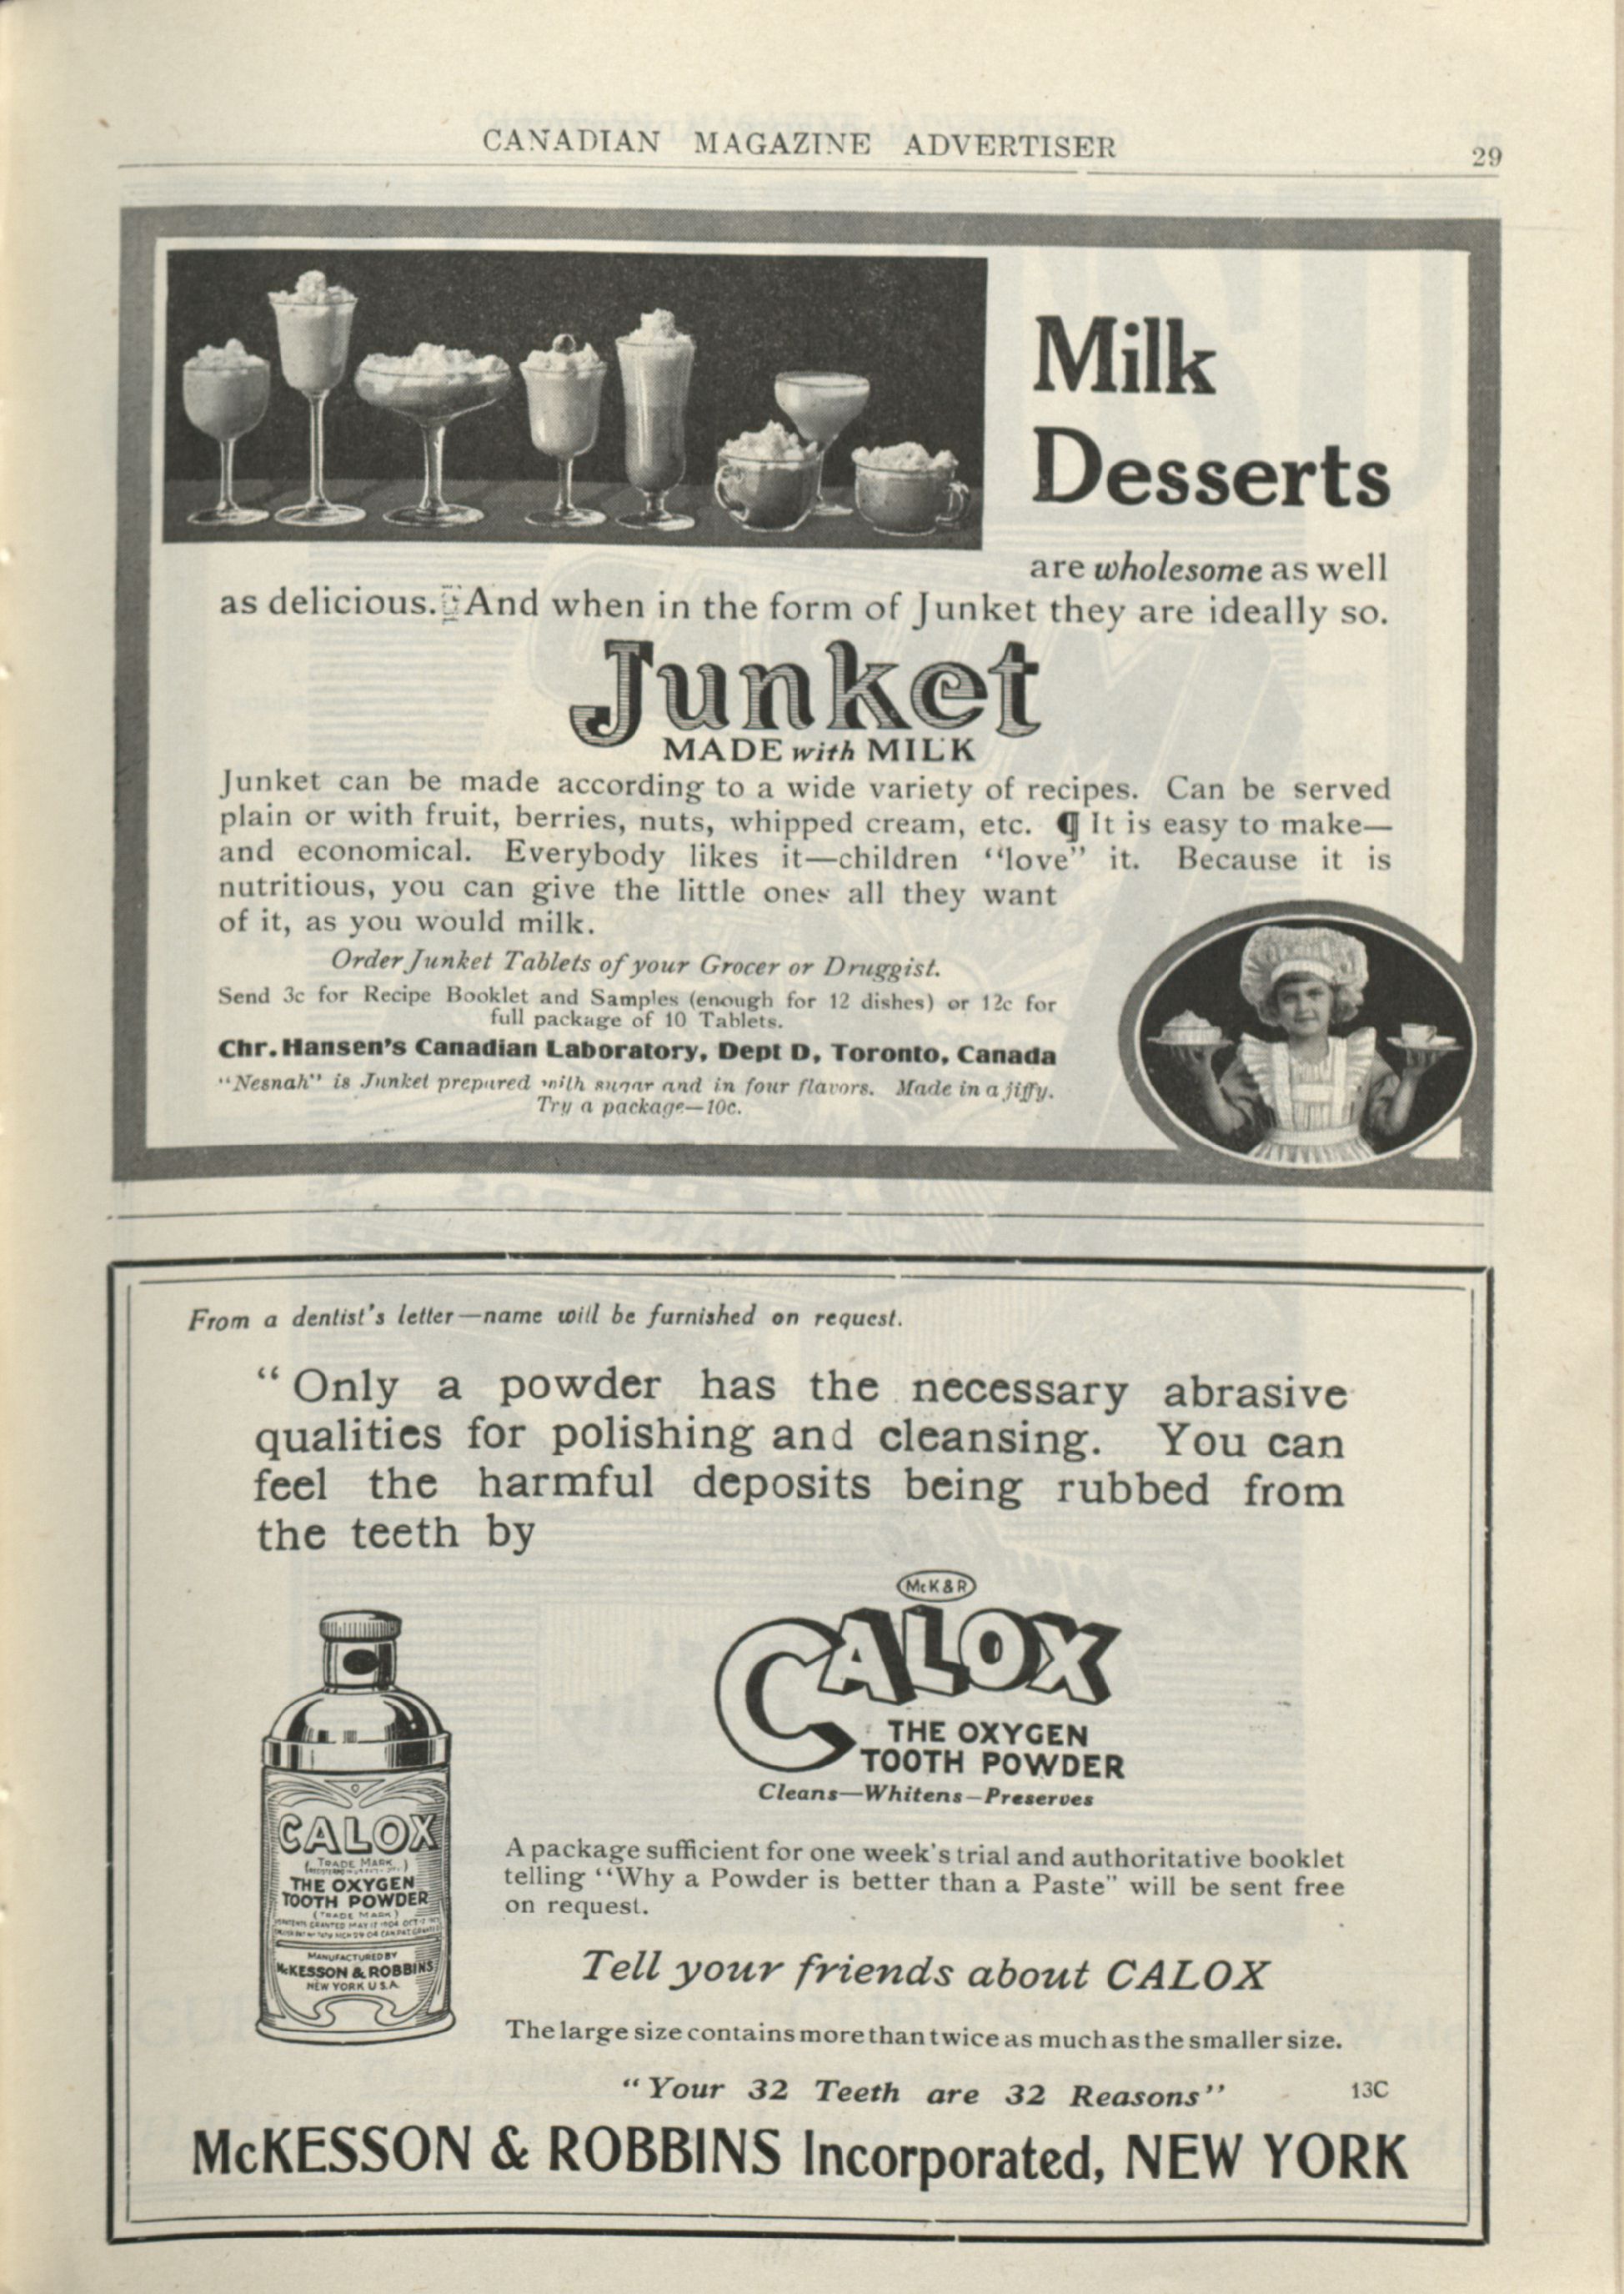 CANADIAN MAGAZINE ADVERTISER
29
Milk
Desserts
are wholesome as well
as delicious. And when in the form of Junket they are ideally so.
Junket
MADE with MILK
Junket can be made according to a wide variety of recipes. Can be served
plain or with fruit, berries, nuts, whipped cream, etc. ¶ It is easy to make—
and economical. Everybody likes it—children "love" it. Because it is
nutritious, you can give the little ones all they want
of it, as you would milk.
Order Junket Tablets of your Grocer or Druggist.
Send 3c for Recipe Booklet and Samples (enough for 12 dishes) or 12c for
full package of 10 Tablets.
Chr. Hansen's Canadian Laboratory, Dept D, Toronto, Canada
"Nesnah" is Junket prepared with sugar and in four flavors. Made in a jiffy.
Try a package—10c.
From a dentist's letter—name will be furnished on request.
"Only a powder has the necessary abrasive
qualities for polishing and cleansing. You can
feel the harmful deposits being rubbed from
the teeth by
McK&R
CALOX
THE OXYGEN
TOOTH POWDER
Cleans—Whitens—Preserves
CALOX
(TRADE MARK)
THE OXYGEN
TOOTH POWDER
(TRADE MARK)
MANUFACTURED BY
McKESSON & ROBBINS
NEW YORK U.S.A.
A package sufficient for one week's trial and authoritative booklet
telling "Why a Powder is better than a Paste" will be sent free
on request.
Tell your friends about CALOX
The large size contains more than twice as much as the smaller size.
"Your 32 Teeth are 32 Reasons"
13C
McKESSON & ROBBINS Incorporated, NEW YORK